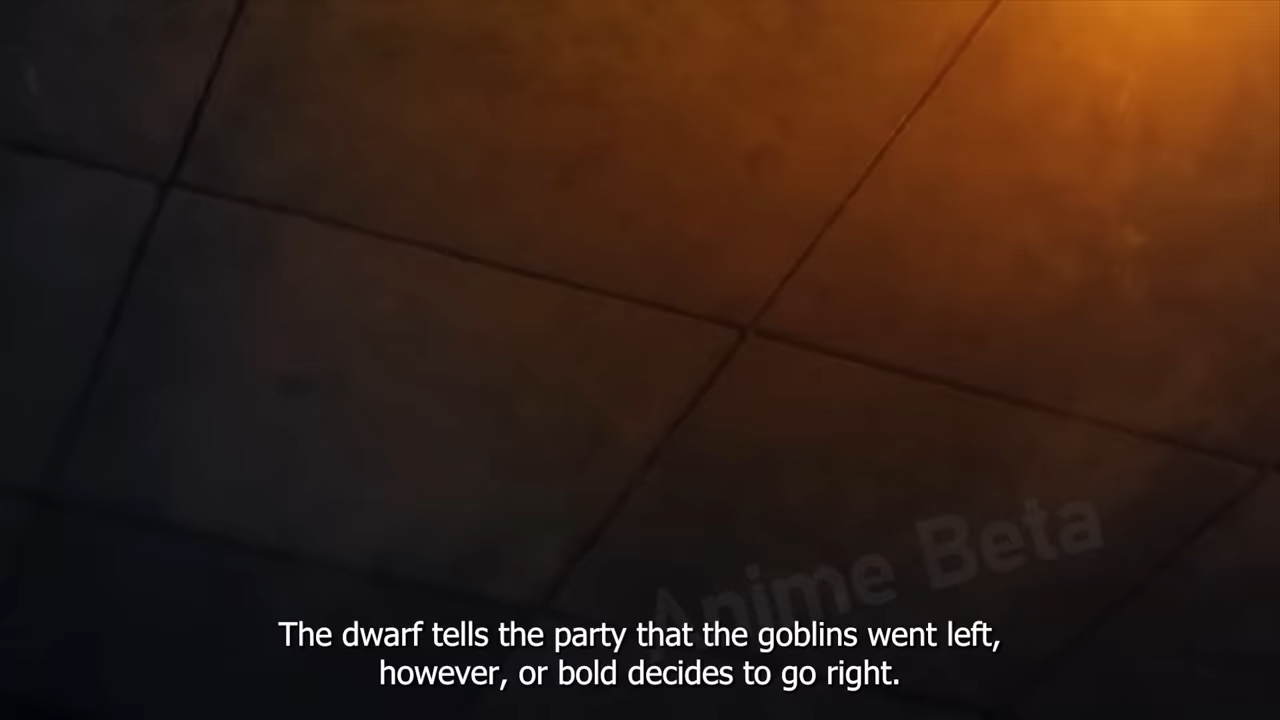 Anime Beta
The dwarf tells the party that the goblins went left,
however, or bold decides to go right.